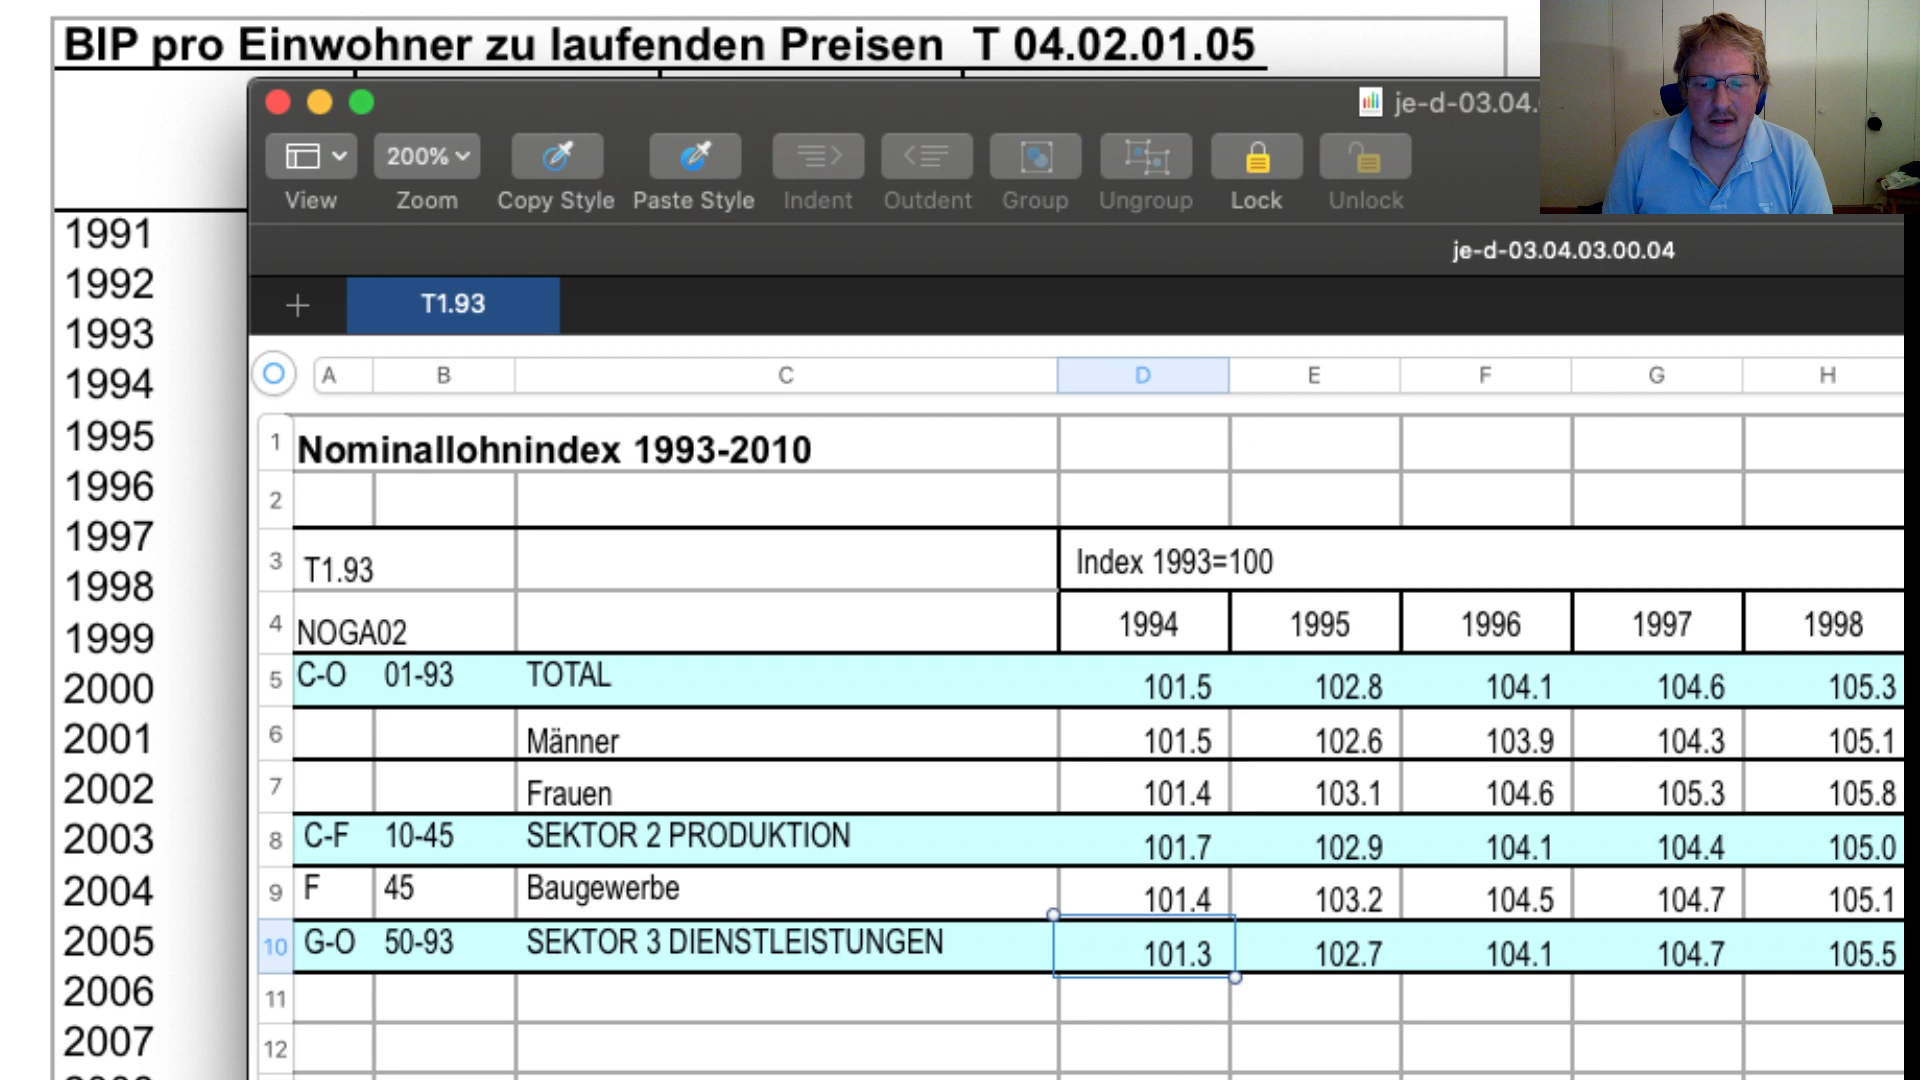 BIP pro Einwohner zu laufenden Preisen T 04.02.01.05
1991
1992
1993
1994
1995
1996
1997
1998
1999
2000
2001
2002
2003
2004
2005
2006
2007
je-d-03.04.
200%
View Zoom Copy Style Paste Style Indent Outdent Group Ungroup Lock Unlock
je-d-03.04.03.00.04
+ T1.93
A B C D E F G H
1 Nominallohnindex 1993-2010
2
3 T1.93 Index 1993=100
4 NOGA02 1994 1995 1996 1997 1998
5 C-O 01-93 TOTAL 101.5 102.8 104.1 104.6 105.3
6 Männer 101.5 102.6 103.9 104.3 105.1
7 Frauen 101.4 103.1 104.6 105.3 105.8
8 C-F 10-45 SEKTOR 2 PRODUKTION 101.7 102.9 104.1 104.4 105.0
9 F 45 Baugewerbe 101.4 103.2 104.5 104.7 105.1
10 G-O 50-93 SEKTOR 3 DIENSTLEISTUNGEN 101.3 102.7 104.1 104.7 105.5
11
12